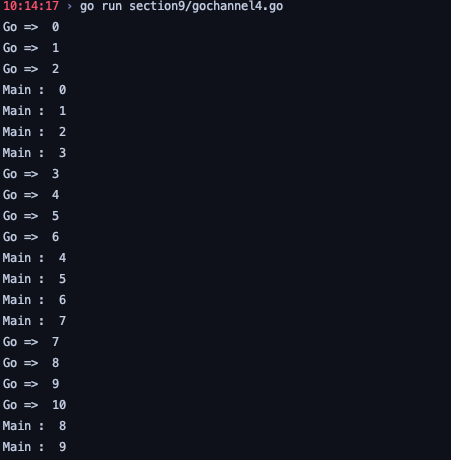 10:14:17 › go run section9/gochannel4.go
Go =>  0
Go =>  1
Go =>  2
Main :  0
Main :  1
Main :  2
Main :  3
Go =>  3
Go =>  4
Go =>  5
Go =>  6
Main :  4
Main :  5
Main :  6
Main :  7
Go =>  7
Go =>  8
Go =>  9
Go =>  10
Main :  8
Main :  9